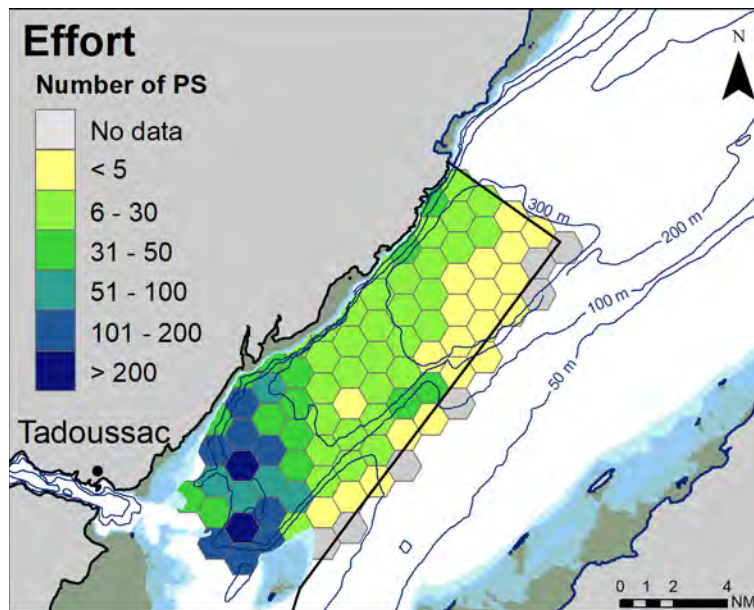 Effort
Number of PS
No data
< 5
6 - 30
31 - 50
51 - 100
101 - 200
> 200
N
300 m
200 m
100 m
50 m
Tadoussac
0 1 2 4
NM